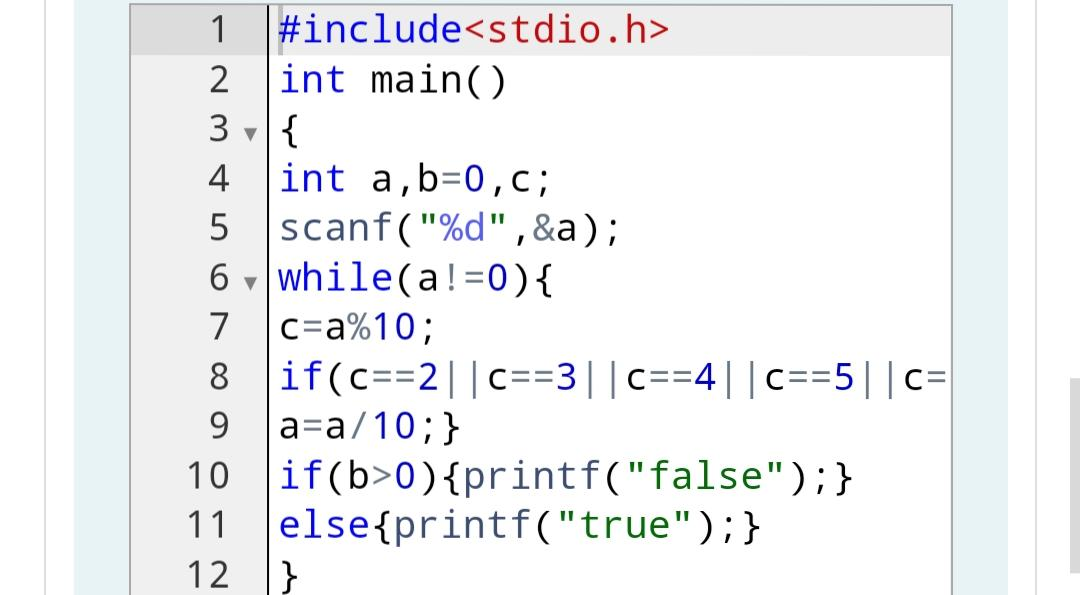 1 #include<stdio.h>
2 int main()
3 {
4 int a,b=0,c;
5 scanf("%d",&a);
6 while(a!=0){
7 c=a%10;
8 if(c==2||c==3||c==4||c==5||c=
9 a=a/10;}
10 if(b>0){printf("false");}
11 else{printf("true");}
12 }